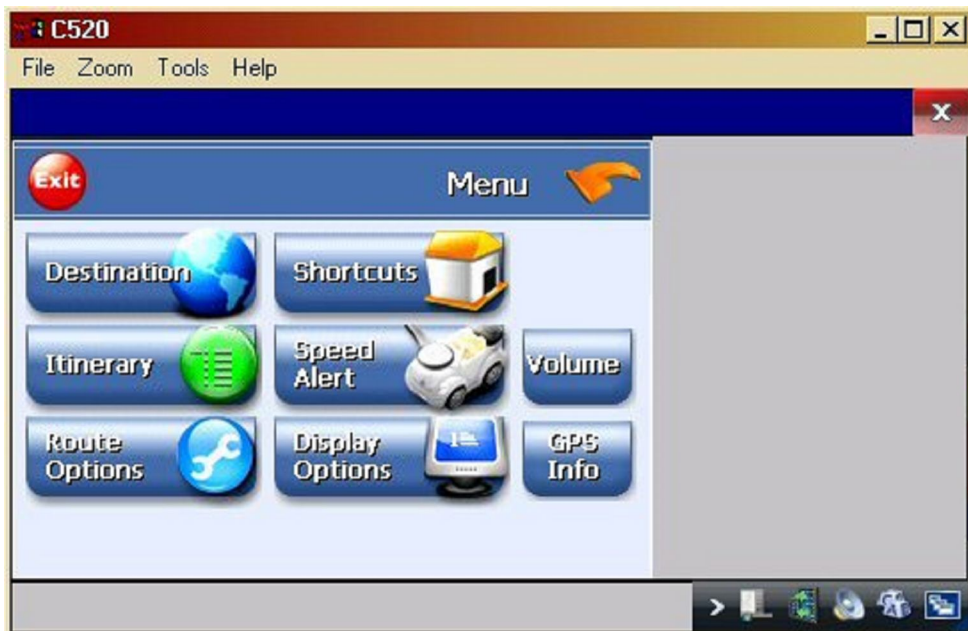 C520
File Zoom Tools Help
X
Exit
Menu
Destination
Shortcuts
Itinerary
Speed
Alert
Volume
Route
Options
Display
Options
GPS
Info